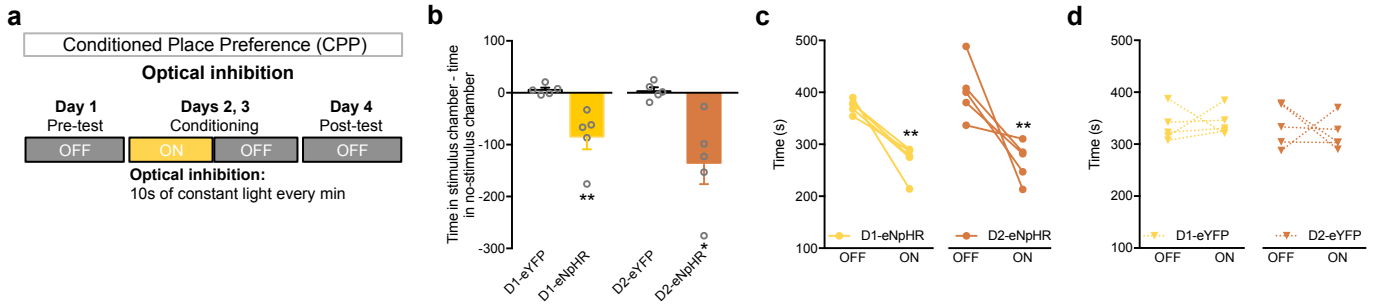 a
Conditioned Place Preference (CPP)
Optical inhibition
Day 1
Pre-test
Days 2, 3
Conditioning
Day 4
Post-test
OFF
ON
OFF
OFF
Optical inhibition:
10s of constant light every min
b
Time in stimulus chamber - time
in no-stimulus chamber
100
0
-100
-200
-300
**
*
D1-eYFP
D1-eNpHR
D2-eYFP
D2-eNpHR
c
Time (s)
500
400
300
200
100
**
**
D1-eNpHR
D2-eNpHR
OFF
ON
OFF
ON
d
Time (s)
500
400
300
200
100
D1-eYFP
D2-eYFP
OFF
ON
OFF
ON